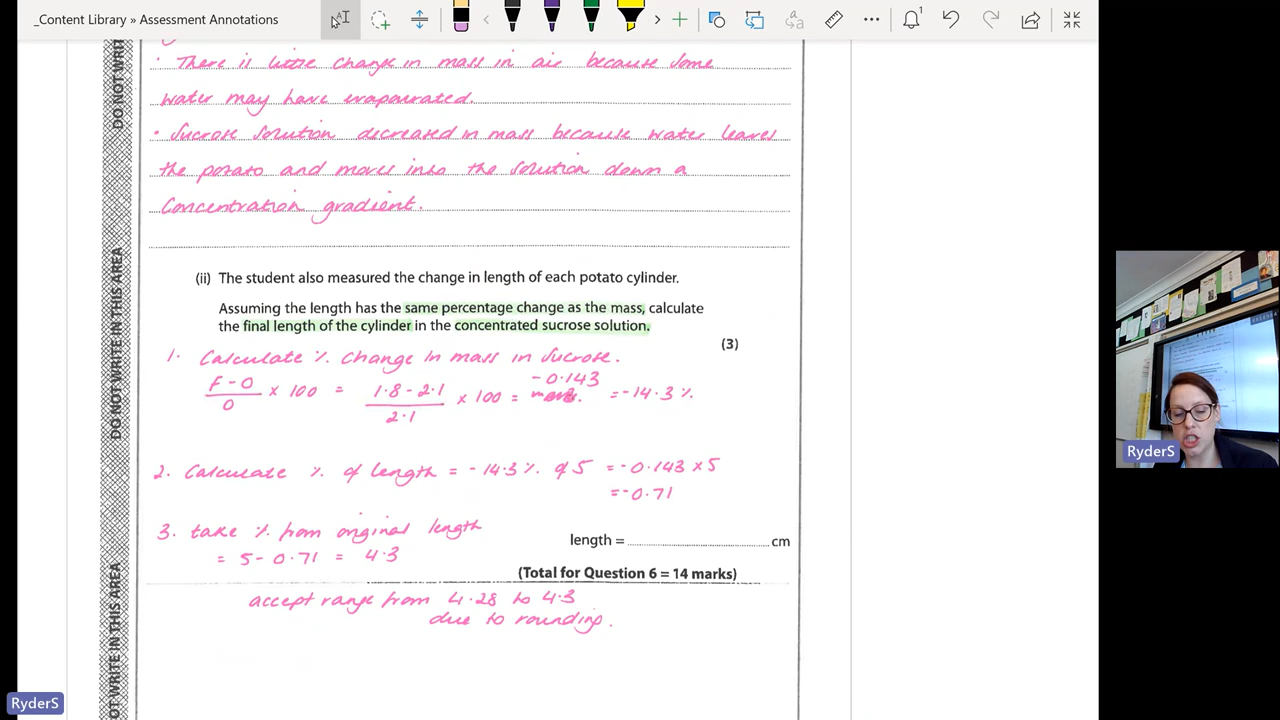 _Content Library » Assessment Annotations
DO NOT WRIT
· There is little change in mass in air because some
water may have evaporated.
· Sucrose solution decreased in mass because water leaves
the potato and moves into the solution down a
concentration gradient.
DO NOT WRITE IN THIS AREA
(ii) The student also measured the change in length of each potato cylinder.
Assuming the length has the same percentage change as the mass, calculate
the final length of the cylinder in the concentrated sucrose solution.
(3)
1. Calculate % change in mass in sucrose.
F - O / O × 100 = 1.8 - 2.1 / 2.1 × 100 = -0.143 = -14.3 %
2. Calculate % of length = -14.3 % of 5 = -0.143 × 5
= -0.71
3. take % from original length
= 5 - 0.71 = 4.3
length = cm
(Total for Question 6 = 14 marks)
accept range from 4.28 to 4.3
due to rounding.
OT WRITE IN THIS AREA
RyderS
RyderS